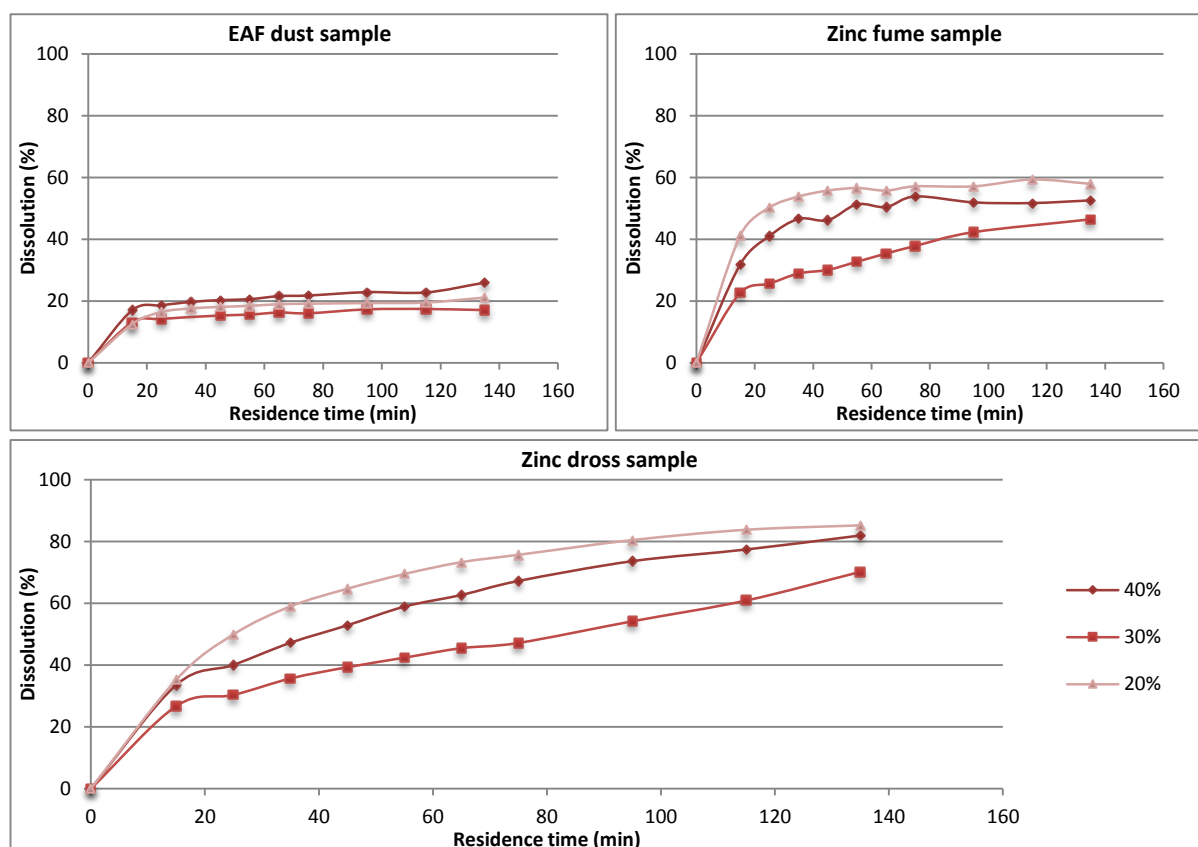 EAF dust sample
100
80
60
40
20
0
Dissolution (%)
0 20 40 60 80 100 120 140 160
Residence time (min)
Zinc fume sample
100
80
60
40
20
0
Dissolution (%)
0 20 40 60 80 100 120 140 160
Residence time (min)
Zinc dross sample
100
80
60
40
20
0
Dissolution (%)
0 20 40 60 80 100 120 140 160
Residence time (min)
40%
30%
20%